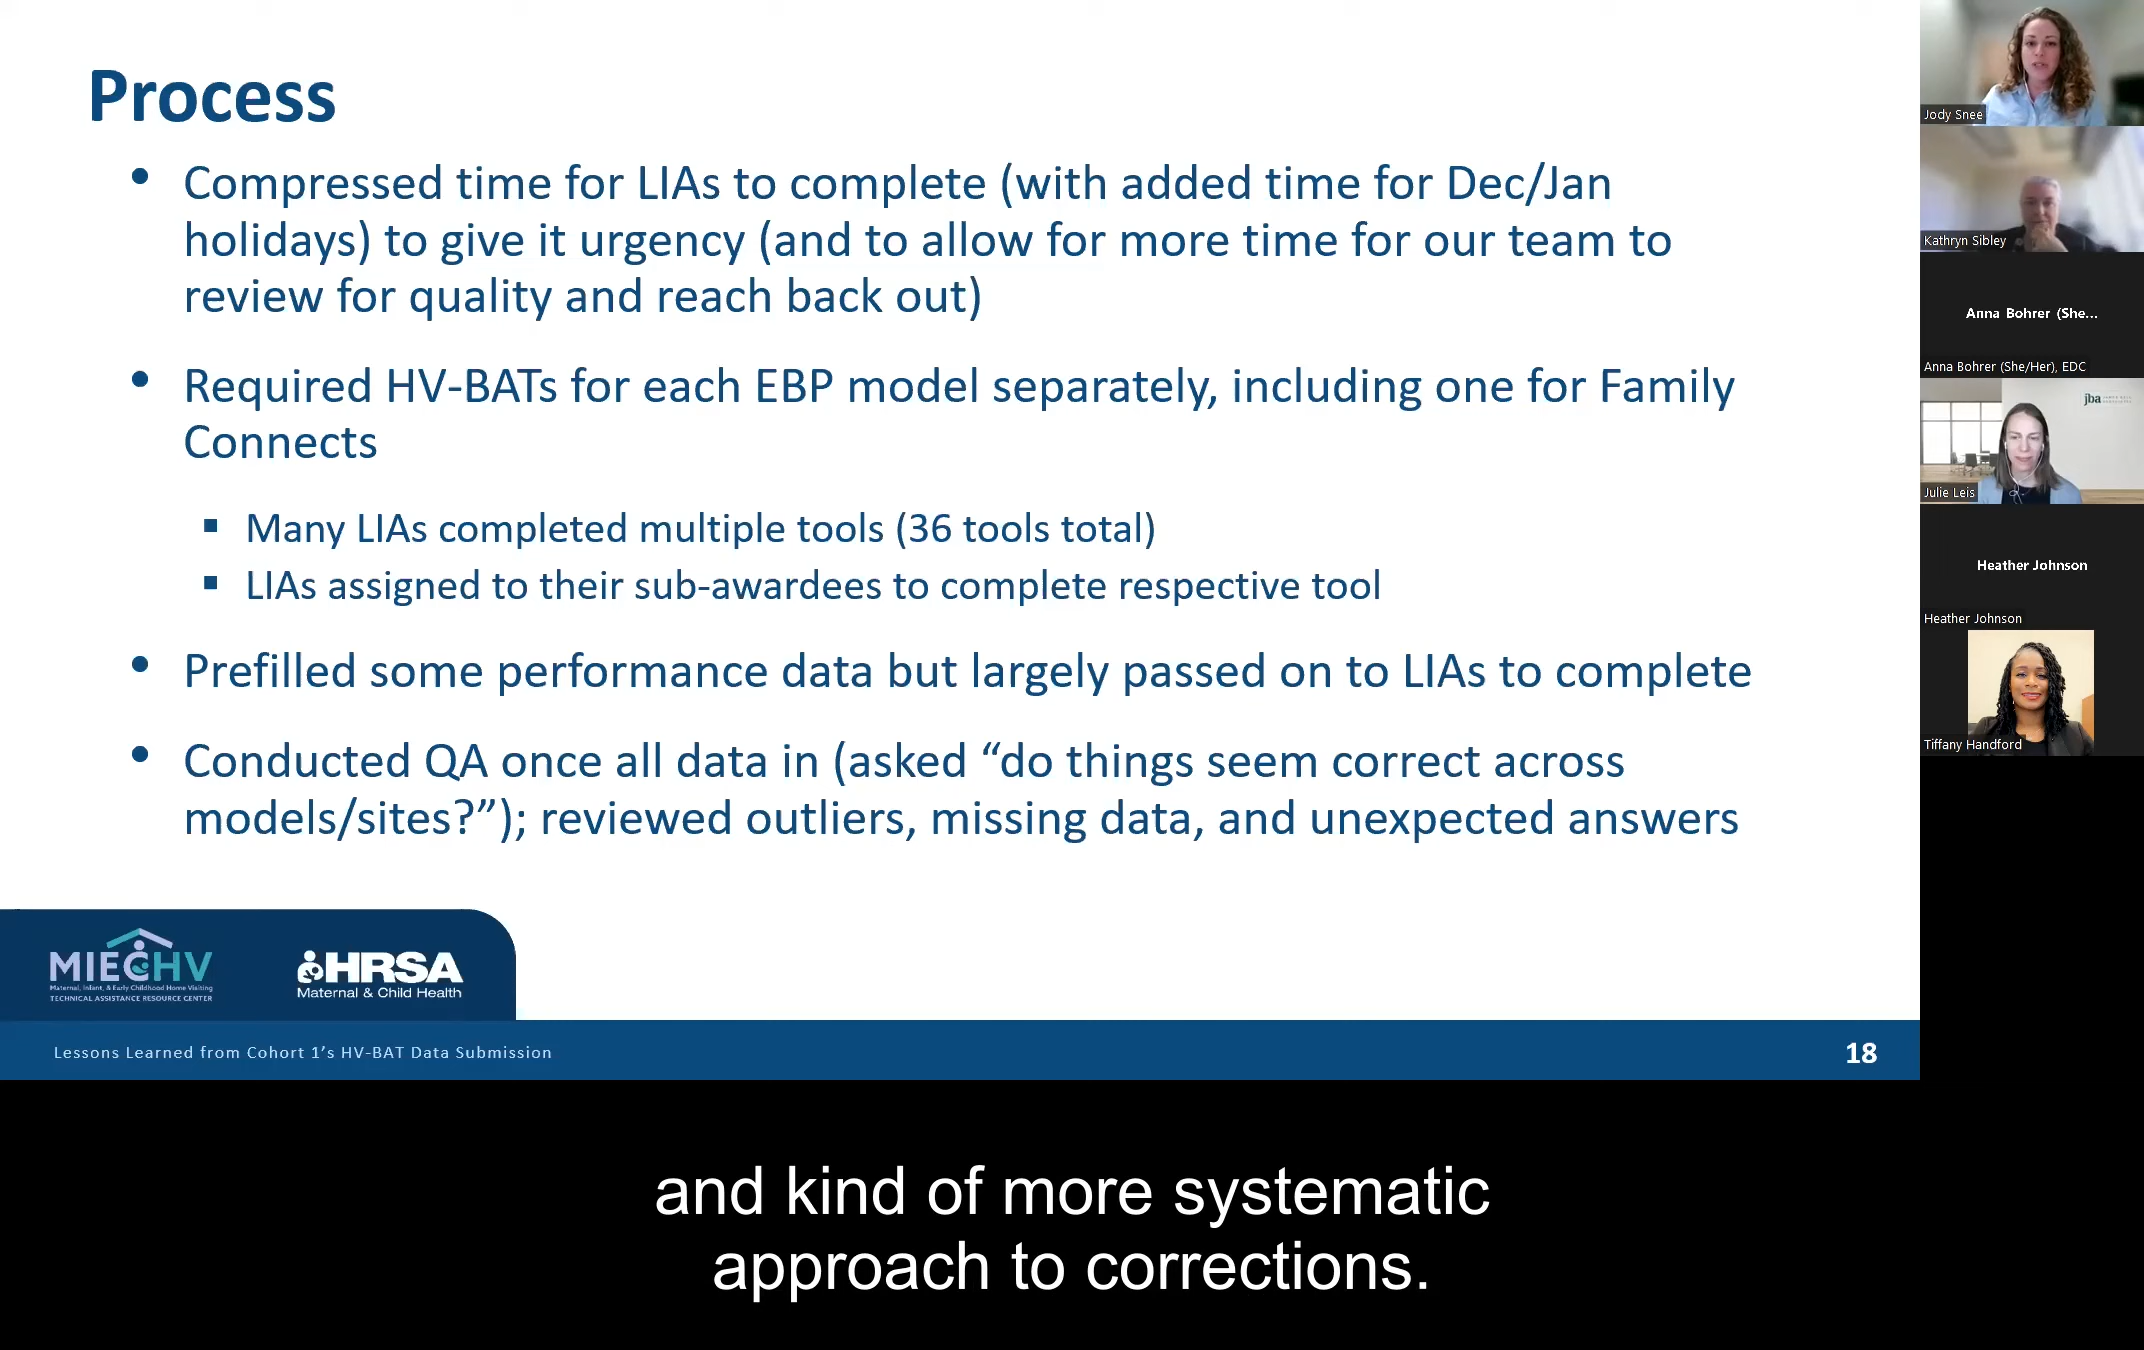 Process
• Compressed time for LIAs to complete (with added time for Dec/Jan
holidays) to give it urgency (and to allow for more time for our team to
review for quality and reach back out)
• Required HV-BATs for each EBP model separately, including one for Family
Connects
▪ Many LIAs completed multiple tools (36 tools total)
▪ LIAs assigned to their sub-awardees to complete respective tool
• Prefilled some performance data but largely passed on to LIAs to complete
• Conducted QA once all data in (asked “do things seem correct across
models/sites?”); reviewed outliers, missing data, and unexpected answers
MIECHV
Maternal, Infant, & Early Childhood Home Visiting
TECHNICAL ASSISTANCE RESOURCE CENTER
HRSA
Maternal & Child Health
Lessons Learned from Cohort 1’s HV-BAT Data Submission
18
Jody Snee
Kathryn Sibley
Anna Bohrer (She...
Anna Bohrer (She/Her), EDC
jba
Julie Leis
Heather Johnson
Heather Johnson
Tiffany Handford
and kind of more systematic
approach to corrections.